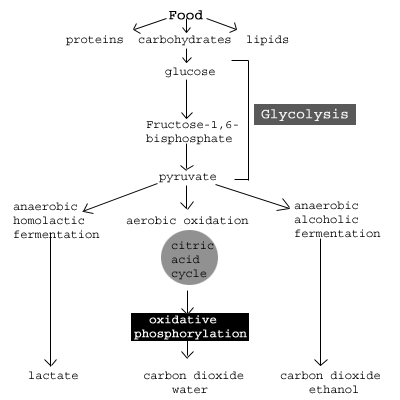 Food
proteins carbohydrates lipids
glucose
Glycolysis
Fructose-1,6-
bisphosphate
pyruvate
anaerobic
homolactic
fermentation
aerobic oxidation
anaerobic
alcoholic
fermentation
citric
acid
cycle
oxidative
phosphorylation
lactate
carbon dioxide
water
carbon dioxide
ethanol